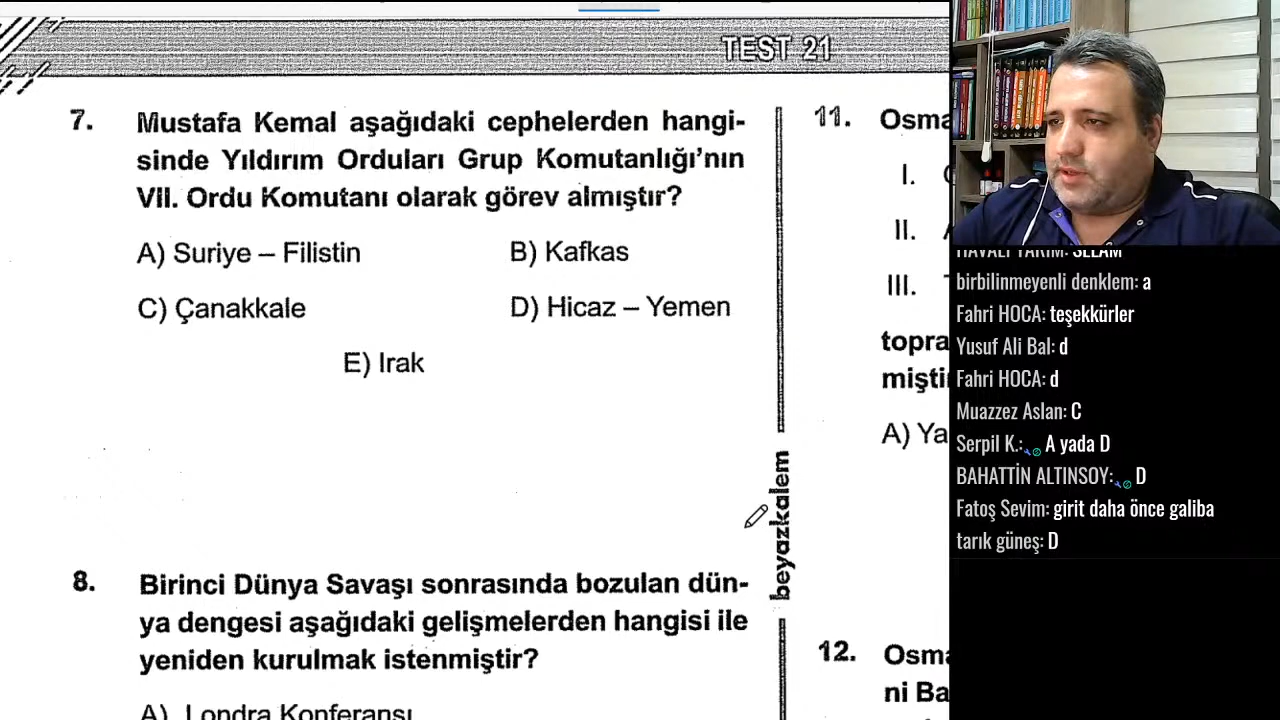 TEST 21
7. Mustafa Kemal aşağıdaki cephelerden hangi-
sinde Yıldırım Orduları Grup Komutanlığı’nın
VII. Ordu Komutanı olarak görev almıştır?
A) Suriye – Filistin B) Kafkas
C) Çanakkale D) Hicaz – Yemen
E) Irak
8. Birinci Dünya Savaşı sonrasında bozulan dün-
ya dengesi aşağıdaki gelişmelerden hangisi ile
yeniden kurulmak istenmiştir?
A) Londra Konferansı
beyazkalem
11. Osma
I.
II.
III.
topra
mişti
A) Ya
12. Osma
ni Ba
HAVALI YARIM: SELAM
birbilinmeyenli denklem: a
Fahri HOCA: teşekkürler
Yusuf Ali Bal: d
Fahri HOCA: d
Muazzez Aslan: C
Serpil K.: A yada D
BAHATTİN ALTINSOY: D
Fatoş Sevim: girit daha önce galiba
tarık güneş: D